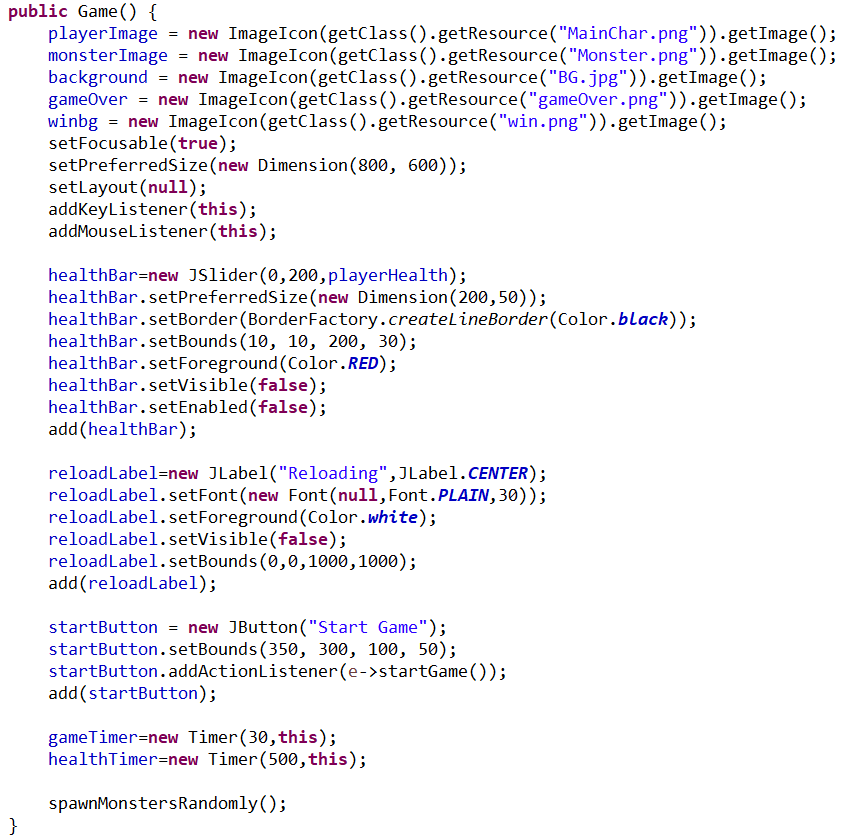 public Game() {
    playerImage = new ImageIcon(getClass().getResource("MainChar.png")).getImage();
    monsterImage = new ImageIcon(getClass().getResource("Monster.png")).getImage();
    background = new ImageIcon(getClass().getResource("BG.jpg")).getImage();
    gameOver = new ImageIcon(getClass().getResource("gameOver.png")).getImage();
    winbg = new ImageIcon(getClass().getResource("win.png")).getImage();
    setFocusable(true);
    setPreferredSize(new Dimension(800, 600));
    setLayout(null);
    addKeyListener(this);
    addMouseListener(this);

    healthBar=new JSlider(0,200,playerHealth);
    healthBar.setPreferredSize(new Dimension(200,50));
    healthBar.setBorder(BorderFactory.createLineBorder(Color.black));
    healthBar.setBounds(10, 10, 200, 30);
    healthBar.setForeground(Color.RED);
    healthBar.setVisible(false);
    healthBar.setEnabled(false);
    add(healthBar);

    reloadLabel=new JLabel("Reloading",JLabel.CENTER);
    reloadLabel.setFont(new Font(null,Font.PLAIN,30));
    reloadLabel.setForeground(Color.white);
    reloadLabel.setVisible(false);
    reloadLabel.setBounds(0,0,1000,1000);
    add(reloadLabel);

    startButton = new JButton("Start Game");
    startButton.setBounds(350, 300, 100, 50);
    startButton.addActionListener(e->startGame());
    add(startButton);

    gameTimer=new Timer(30,this);
    healthTimer=new Timer(500,this);

    spawnMonstersRandomly();
}